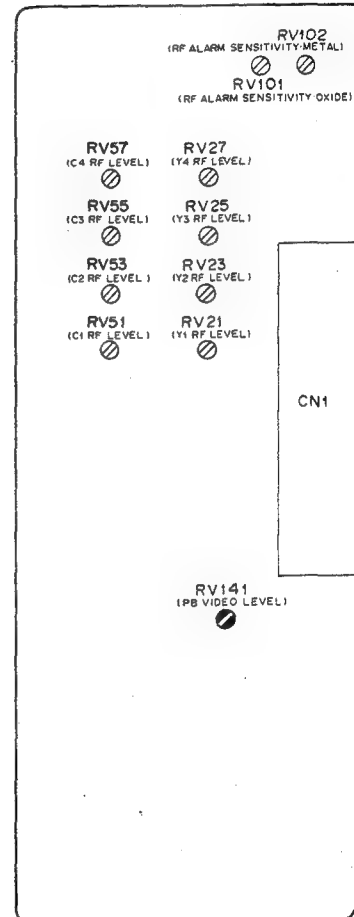 RV102
(RF ALARM SENSITIVITY·METAL)
RV101
(RF ALARM SENSITIVITY·OXIDE)
RV57 RV27
(C4 RF LEVEL) (Y4 RF LEVEL)
RV55 RV25
(C3 RF LEVEL) (Y3 RF LEVEL)
RV53 RV23
(C2 RF LEVEL) (Y2 RF LEVEL)
RV51 RV21
(C1 RF LEVEL) (Y1 RF LEVEL)
CN1
RV141
(PB VIDEO LEVEL)